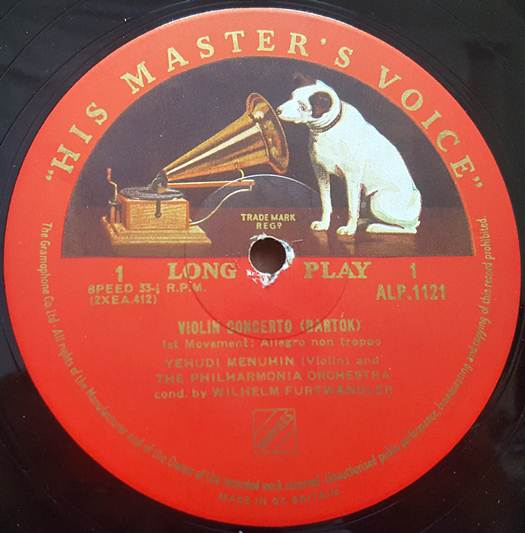 "HIS MASTER'S VOICE"
TRADE MARK
REGD
1 LONG PLAY 1
SPEED 33⅓ R.P.M.
(2XEA.412)
ALP.1121
VIOLIN CONCERTO (BARTÓK)
1st Movement: Allegro non troppo
YEHUDI MENUHIN (Violin) and
THE PHILHARMONIA ORCHESTRA
cond. by WILHELM FURTWÄNGLER
The Gramophone Co. Ltd. All rights of the Manufacturer and of the Owner of the recorded work reserved. Unauthorised public performance, broadcasting and copying of this record prohibited.
MADE IN GT. BRITAIN